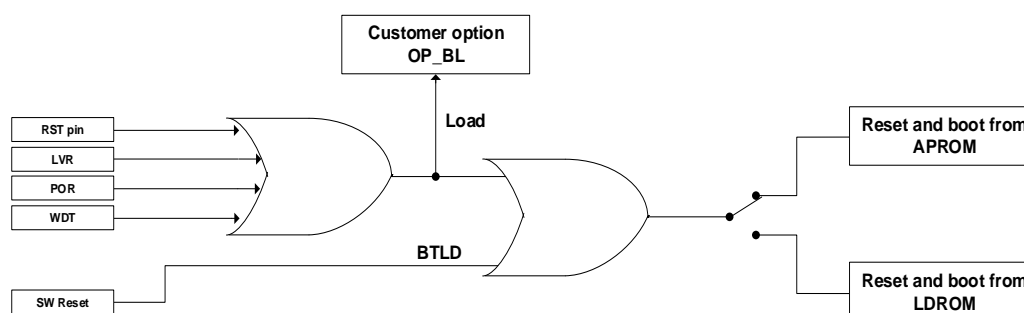 Customer option
OP_BL
Load
RST pin
LVR
POR
WDT
BTLD
SW Reset
Reset and boot from
APROM
Reset and boot from
LDROM